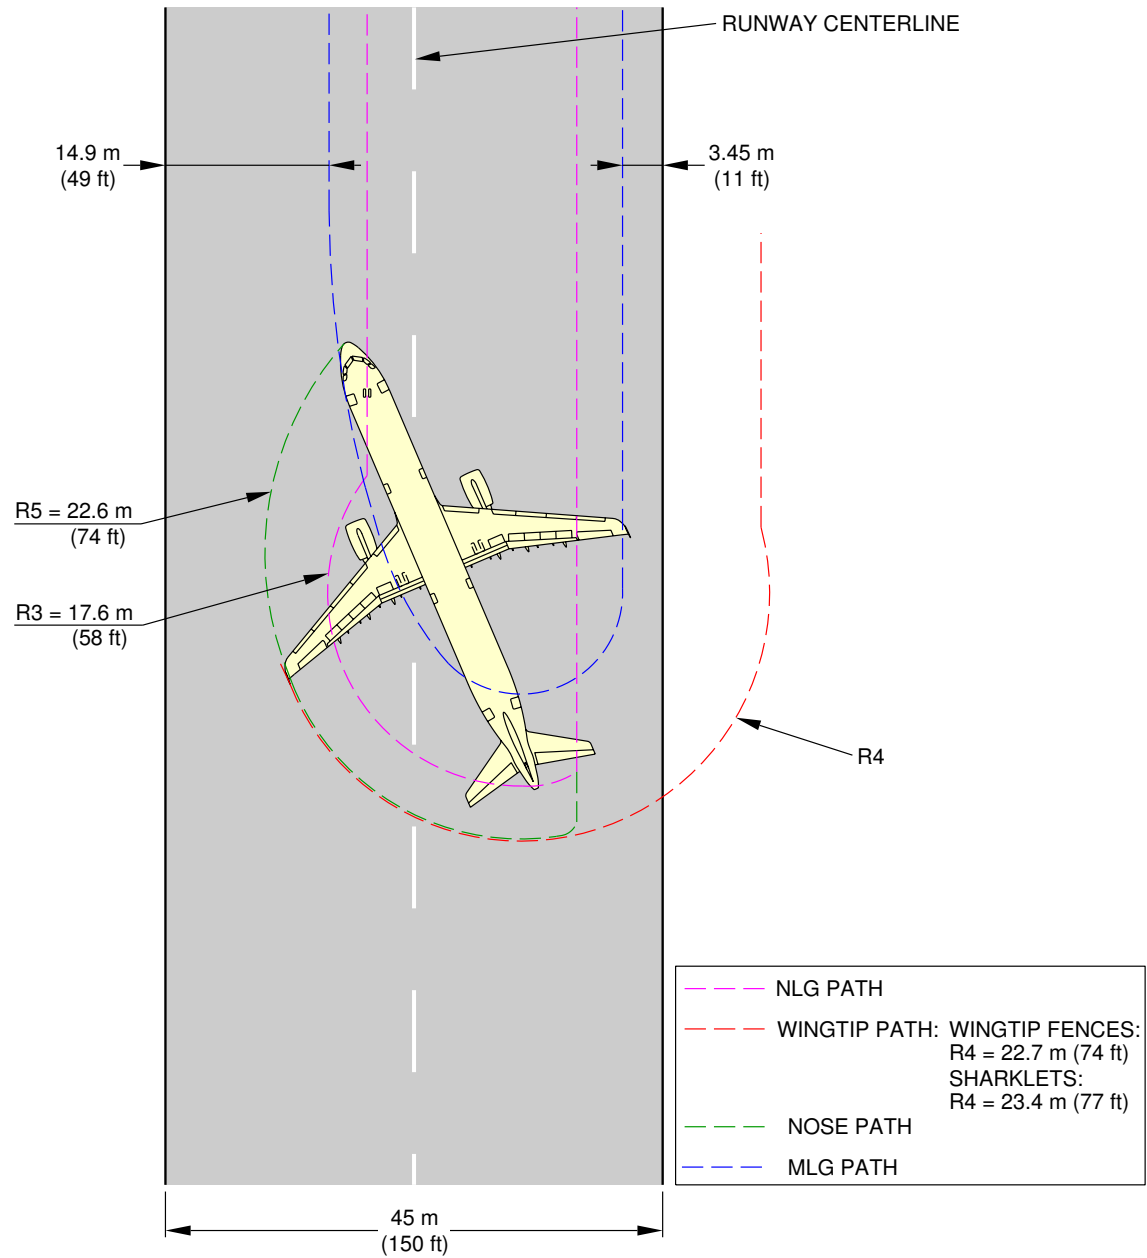 RUNWAY CENTERLINE
14.9 m
(49 ft)
3.45 m
(11 ft)
R5 = 22.6 m
(74 ft)
R3 = 17.6 m
(58 ft)
R4
NLG PATH
WINGTIP PATH: WINGTIP FENCES:
R4 = 22.7 m (74 ft)
SHARKLETS:
R4 = 23.4 m (77 ft)
NOSE PATH
MLG PATH
45 m
(150 ft)